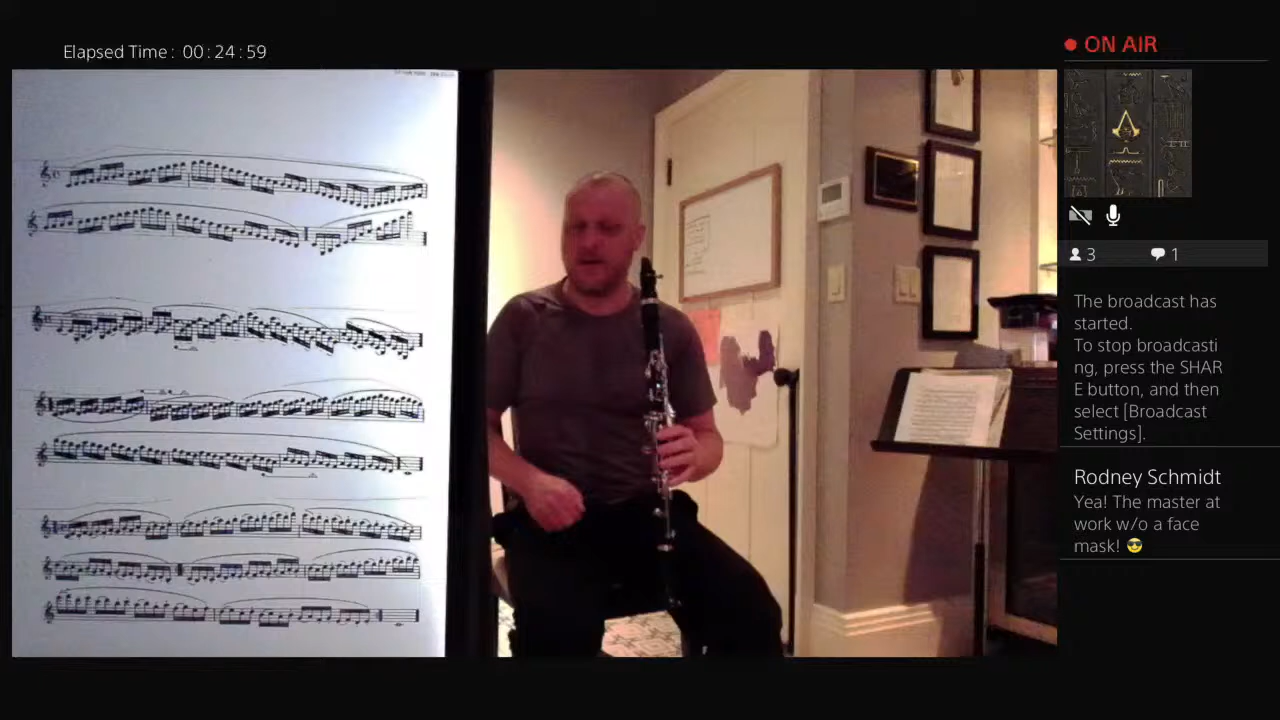 Elapsed Time: 00:24:59
ON AIR
3
1
The broadcast has
started.
To stop broadcasti
ng, press the SHAR
E button, and then
select [Broadcast
Settings].
Rodney Schmidt
Yea! The master at
work w/o a face
mask! 😎